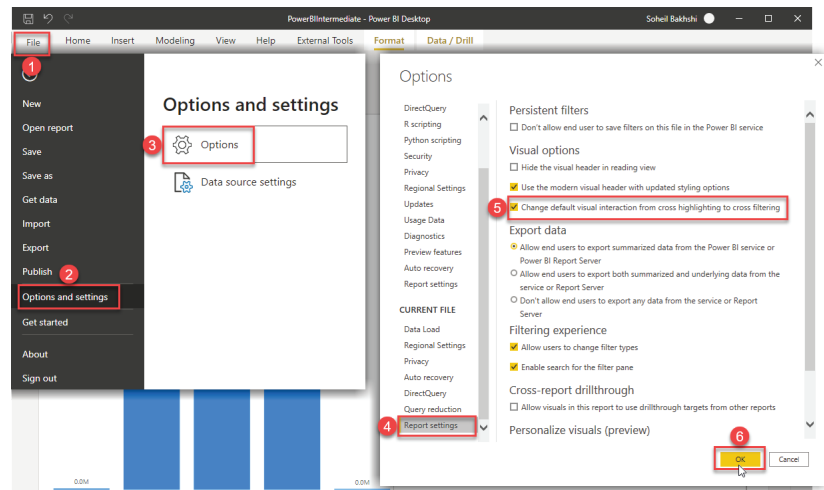 PowerBIIntermediate - Power BI Desktop
Soheil Bakhshi
File
Home
Insert
Modeling
View
Help
External Tools
Format
Data / Drill
1
New
Open report
Save
Save as
Get data
Import
Export
Publish
2
Options and settings
Get started
About
Sign out
Options and settings
3
Options
Data source settings
0.0M
0.0M
Options
DirectQuery
R scripting
Python scripting
Security
Privacy
Regional Settings
Updates
Usage Data
Diagnostics
Preview features
Auto recovery
Report settings
CURRENT FILE
Data Load
Regional Settings
Privacy
Auto recovery
DirectQuery
Query reduction
4
Report settings
Persistent filters
Don't allow end user to save filters on this file in the Power BI service
Visual options
Hide the visual header in reading view
Use the modern visual header with updated styling options
5
Change default visual interaction from cross highlighting to cross filtering
Export data
Allow end users to export summarized data from the Power BI service or
Power BI Report Server
Allow end users to export both summarized and underlying data from the
service or Report Server
Don't allow end users to export any data from the service or Report
Server
Filtering experience
Allow users to change filter types
Enable search for the filter pane
Cross-report drillthrough
Allow visuals in this report to use drillthrough targets from other reports
Personalize visuals (preview)
6
OK
Cancel